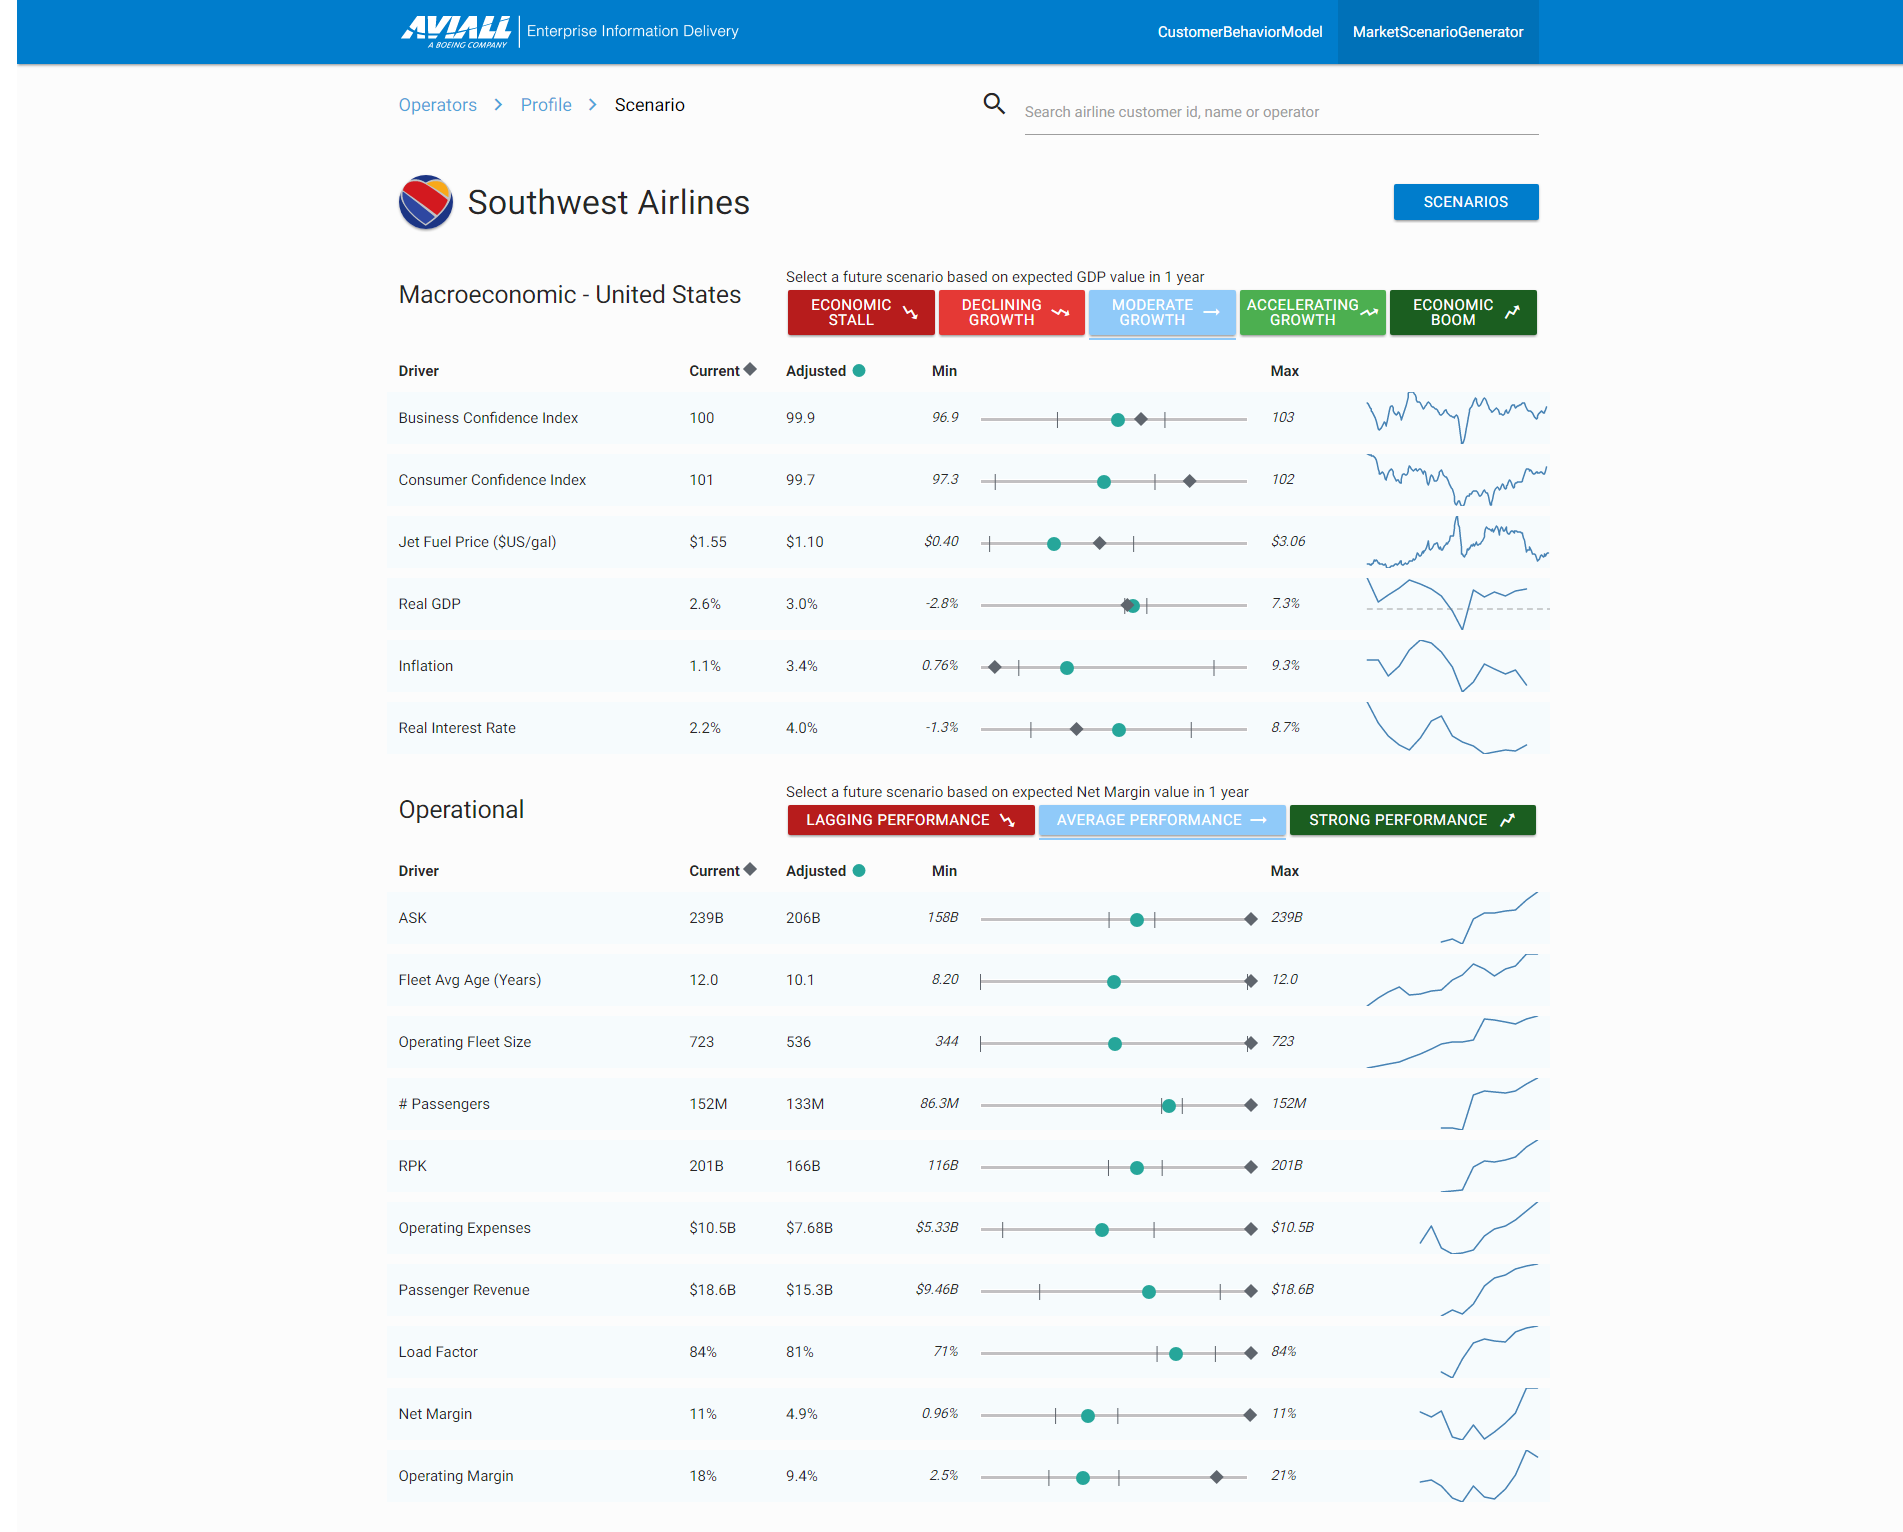 AVIALL
A BOEING COMPANY
Enterprise Information Delivery
CustomerBehaviorModel
MarketScenarioGenerator
Operators > Profile > Scenario
Search airline customer id, name or operator
Southwest Airlines
SCENARIOS
Macroeconomic - United States
Select a future scenario based on expected GDP value in 1 year
ECONOMIC
STALL
DECLINING
GROWTH
MODERATE
GROWTH
ACCELERATING
GROWTH
ECONOMIC
BOOM
Driver Current Adjusted Min Max
Business Confidence Index 100 99.9 96.9 103
Consumer Confidence Index 101 99.7 97.3 102
Jet Fuel Price ($US/gal) $1.55 $1.10 $0.40 $3.06
Real GDP 2.6% 3.0% -2.8% 7.3%
Inflation 1.1% 3.4% 0.76% 9.3%
Real Interest Rate 2.2% 4.0% -1.3% 8.7%
Operational
Select a future scenario based on expected Net Margin value in 1 year
LAGGING PERFORMANCE
AVERAGE PERFORMANCE
STRONG PERFORMANCE
Driver Current Adjusted Min Max
ASK 239B 206B 158B 239B
Fleet Avg Age (Years) 12.0 10.1 8.20 12.0
Operating Fleet Size 723 536 344 723
# Passengers 152M 133M 86.3M 152M
RPK 201B 166B 116B 201B
Operating Expenses $10.5B $7.68B $5.33B $10.5B
Passenger Revenue $18.6B $15.3B $9.46B $18.6B
Load Factor 84% 81% 71% 84%
Net Margin 11% 4.9% 0.96% 11%
Operating Margin 18% 9.4% 2.5% 21%